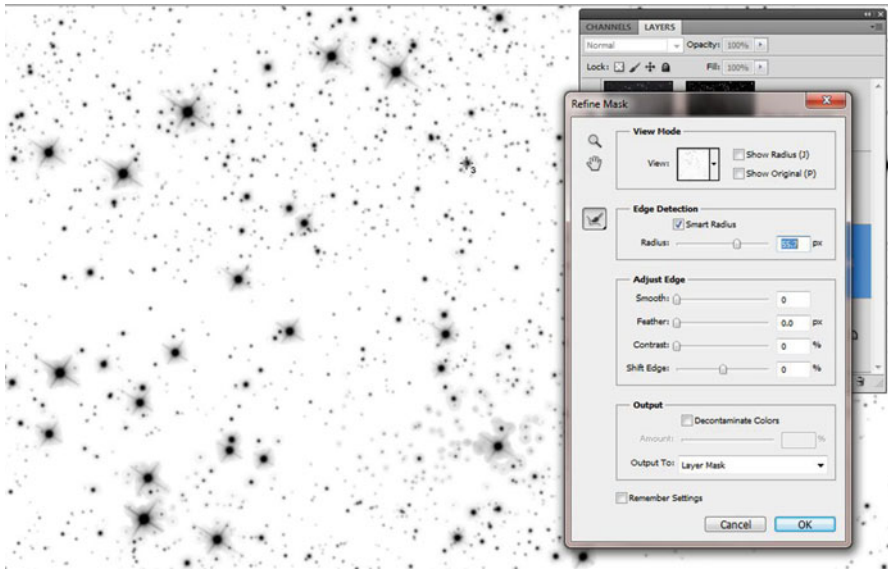 CHANNELS LAYERS
Normal Opacity: 100%
Lock: Fill: 100%
Refine Mask
View Mode
View:
Show Radius (J)
Show Original (P)
3
Edge Detection
Smart Radius
Radius: px
Adjust Edge
Smooth: 0
Feather: 0.0 px
Contrast: 0 %
Shift Edge: 0 %
Output
Decontaminate Colors
Amount: %
Output To: Layer Mask
Remember Settings
Cancel OK